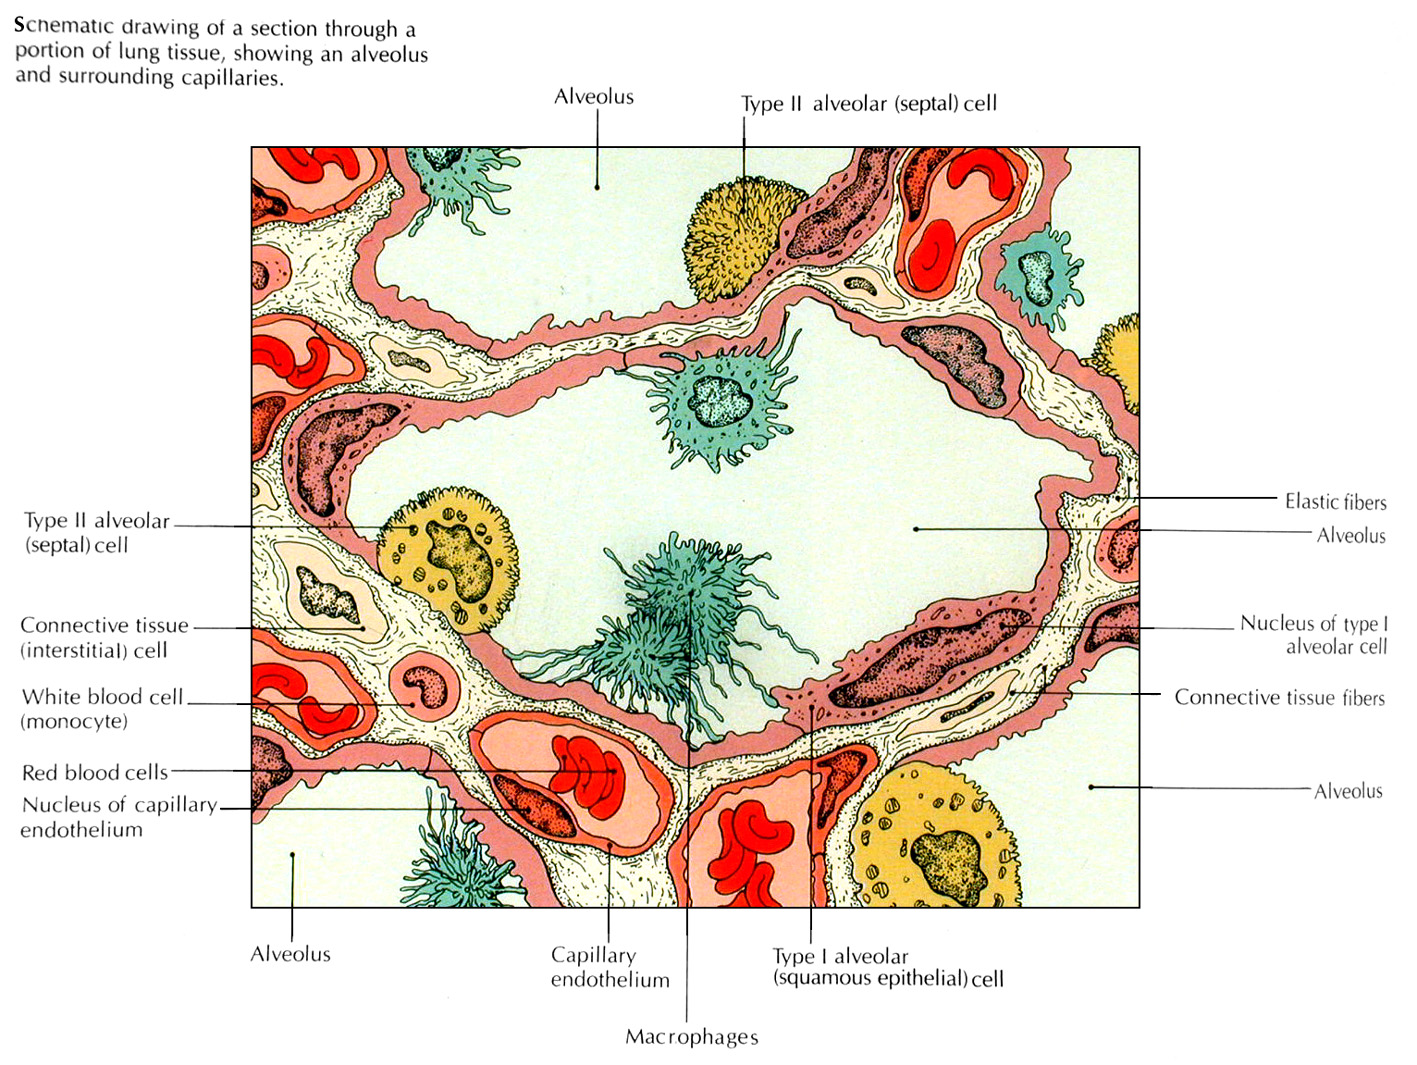 Schematic drawing of a section through a
portion of lung tissue, showing an alveolus
and surrounding capillaries.
Alveolus
Type II alveolar (septal) cell
Type II alveolar
(septal) cell
Connective tissue
(interstitial) cell
White blood cell
(monocyte)
Red blood cells
Nucleus of capillary
endothelium
Elastic fibers
Alveolus
Nucleus of type I
alveolar cell
Connective tissue fibers
Alveolus
Alveolus
Capillary
endothelium
Type I alveolar
(squamous epithelial) cell
Macrophages